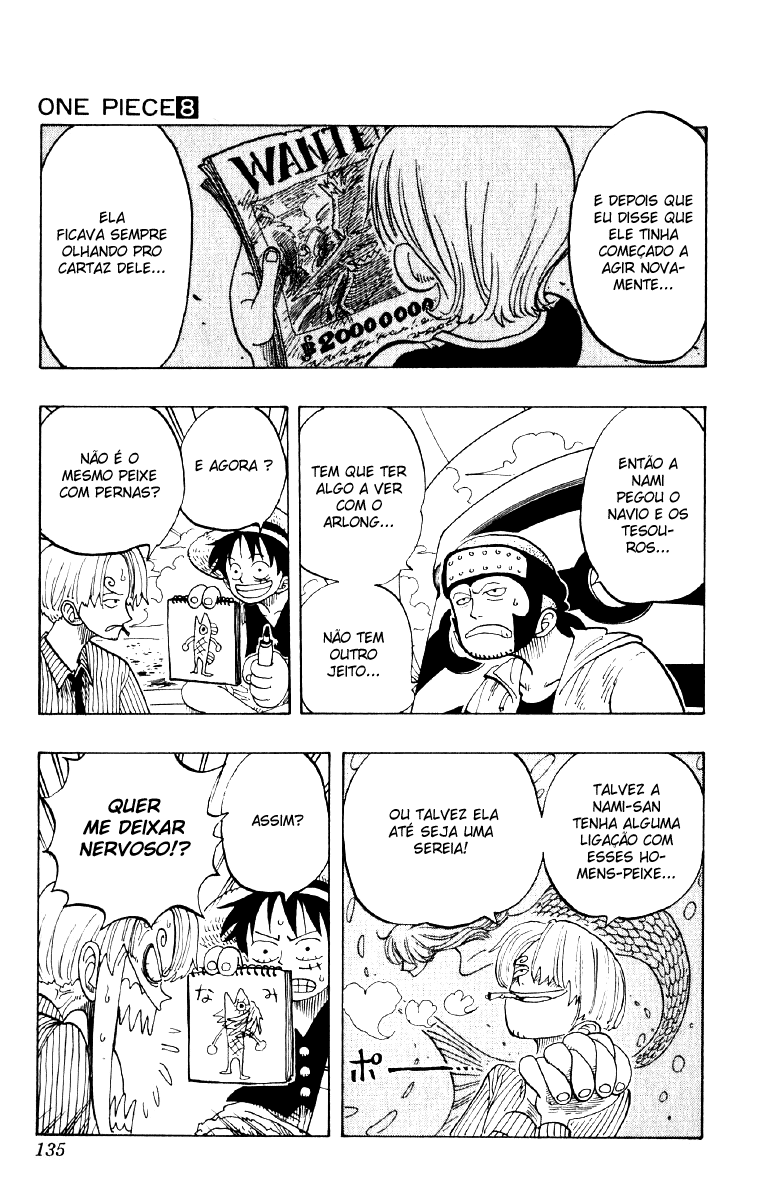 ONE PIECE 8
E DEPOIS QUE
EU DISSE QUE
ELE TINHA
COMEÇADO A
AGIR NOVA-
MENTE...
ELA
FICAVA SEMPRE
OLHANDO PRO
CARTAZ DELE...
WANTE
฿20000000
ENTÃO A
NAMI
PEGOU O
NAVIO E OS
TESOU-
ROS...
TEM QUE TER
ALGO A VER
COM O
ARLONG...
NÃO TEM
OUTRO
JEITO...
E AGORA ?
NÃO É O
MESMO PEIXE
COM PERNAS?
TALVEZ A
NAMI-SAN
TENHA ALGUMA
LIGAÇÃO COM
ESSES HO-
MENS-PEIXE...
OU TALVEZ ELA
ATÉ SEJA UMA
SEREIA!
ポ
ASSIM?
QUER
ME DEIXAR
NERVOSO!?
なみ
135